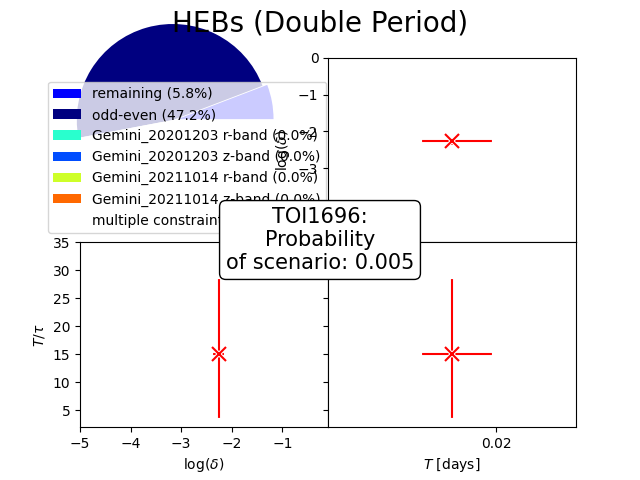 HEBs (Double Period)
remaining (5.8%)
odd-even (47.2%)
Gemini_20201203 r-band (0.0%)
Gemini_20201203 z-band (0.0%)
Gemini_20211014 r-band (0.0%)
Gemini_20211014 z-band (0.0%)
multiple
log(δ)
0
−1
−2
−3
TOI1696:
Probability
of scenario: 0.005
T/τ
35
30
25
20
15
10
5
−5 −4 −3 −2 −1
log(δ)
0.02
T [days]